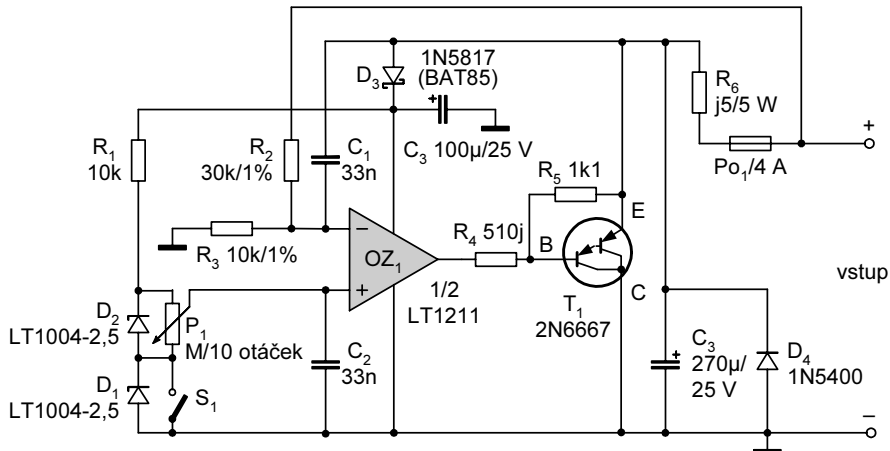 1N5817
(BAT85)
D3
C3 100µ/25 V
R6
j5/5 W
+
Po1/4 A
R1
10k
R2
30k/1%
C1
33n
R5 1k1
E
R3 10k/1%
−
OZ1
+
R4 510j
B
1/2
LT1211
C
T1
2N6667
vstup
D2
LT1004-2,5
P1
M/10 otáček
C2
33n
C3
270µ/
25 V
D4
1N5400
D1
LT1004-2,5
S1
+
+
−